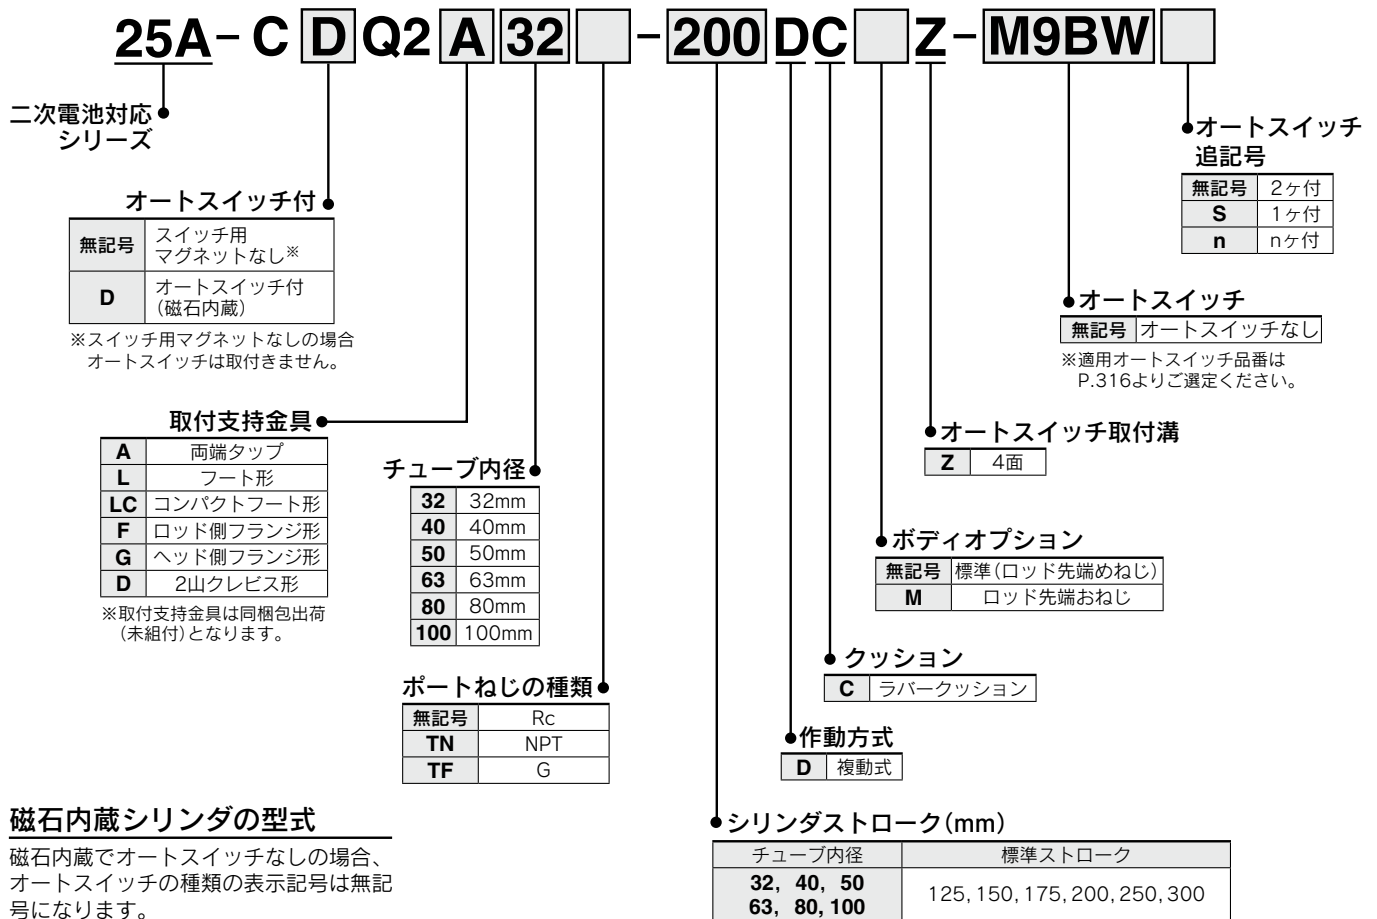 25A-CDQ2A32□-200DC□Z-M9BW□
二次電池対応
シリーズ
オートスイッチ付
無記号 スイッチ用
マグネットなし※
D オートスイッチ付
(磁石内蔵)
※スイッチ用マグネットなしの場合
オートスイッチは取付きません。
取付支持金具
A 両端タップ
L フート形
LC コンパクトフート形
F ロッド側フランジ形
G ヘッド側フランジ形
D 2山クレビス形
※取付支持金具は同梱包出荷
(未組付)となります。
チューブ内径
32 32mm
40 40mm
50 50mm
63 63mm
80 80mm
100 100mm
ポートねじの種類
無記号 Rc
TN NPT
TF G
磁石内蔵シリンダの型式
磁石内蔵でオートスイッチなしの場合、
オートスイッチの種類の表示記号は無記
号になります。
オートスイッチ
追記号
無記号 2ヶ付
S 1ヶ付
n nヶ付
オートスイッチ
無記号 オートスイッチなし
※適用オートスイッチ品番は
P.316よりご選定ください。
オートスイッチ取付溝
Z 4面
ボディオプション
無記号 標準(ロッド先端めねじ)
M ロッド先端おねじ
クッション
C ラバークッション
作動方式
D 複動式
シリンダストローク(mm)
チューブ内径 標準ストローク
32, 40, 50
63, 80, 100
125, 150, 175, 200, 250, 300